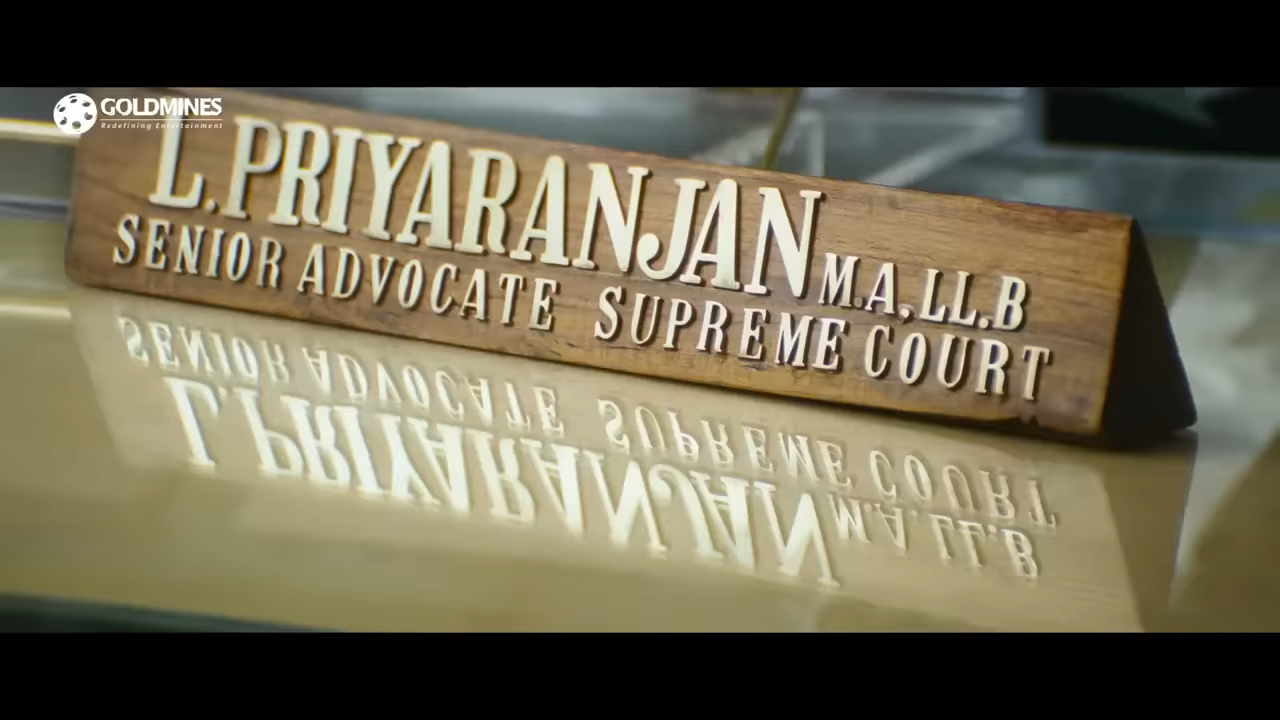 GOLDMINES
Redefining Entertainment
L.PRIYARANJAN M.A.,LL.B
SENIOR ADVOCATE SUPREME COURT